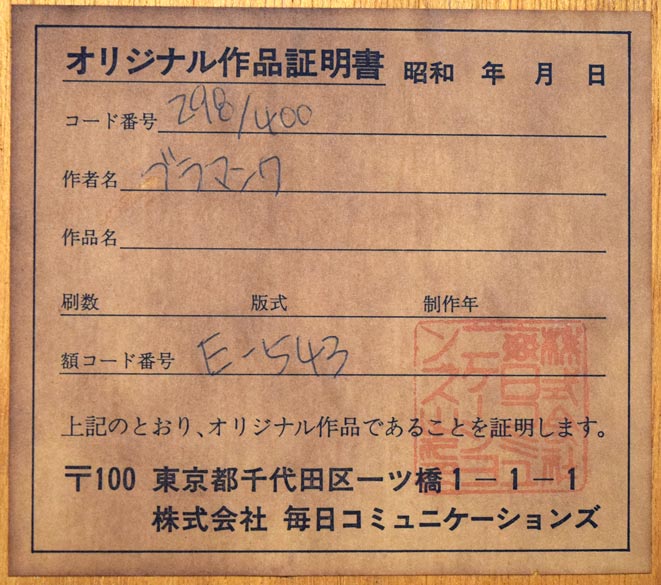 オリジナル作品証明書 昭和 年 月 日
コード番号 298/400
作者名 ブラマンク
作品名
刷数 版式 制作年
額コード番号 E-543
上記のとおり、オリジナル作品であることを証明します。
〒100 東京都千代田区一ツ橋1-1-1
株式会社 毎日コミュニケーションズ